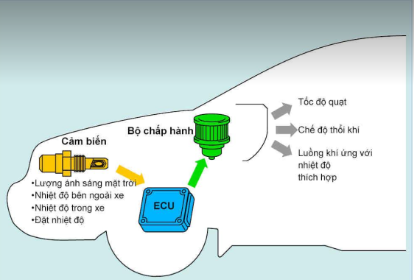 Bộ chấp hành
Cảm biến
ECU
•Lượng ánh sáng mặt trời
•Nhiệt độ bên ngoài xe
•Nhiệt độ trong xe
•Đặt nhiệt độ
Tốc độ quạt
Chế độ thổi khi
Luồng khí ứng với
nhiệt độ
thích hợp